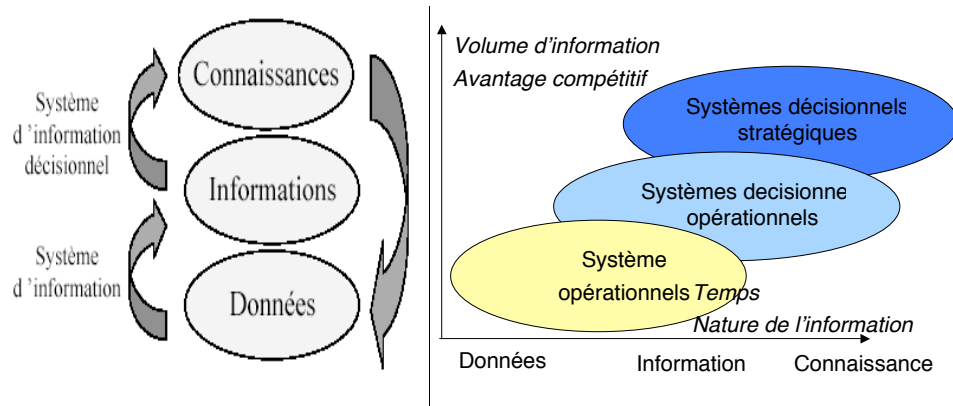 Connaissances
Système
d 'information
décisionnel
Informations
Système
d 'information
Données
Volume d'information
Avantage compétitif
Systèmes décisionnels
stratégiques
Systèmes decisionne
opérationnels
Système
opérationnels
Temps
Nature de l'information
Données
Information
Connaissance